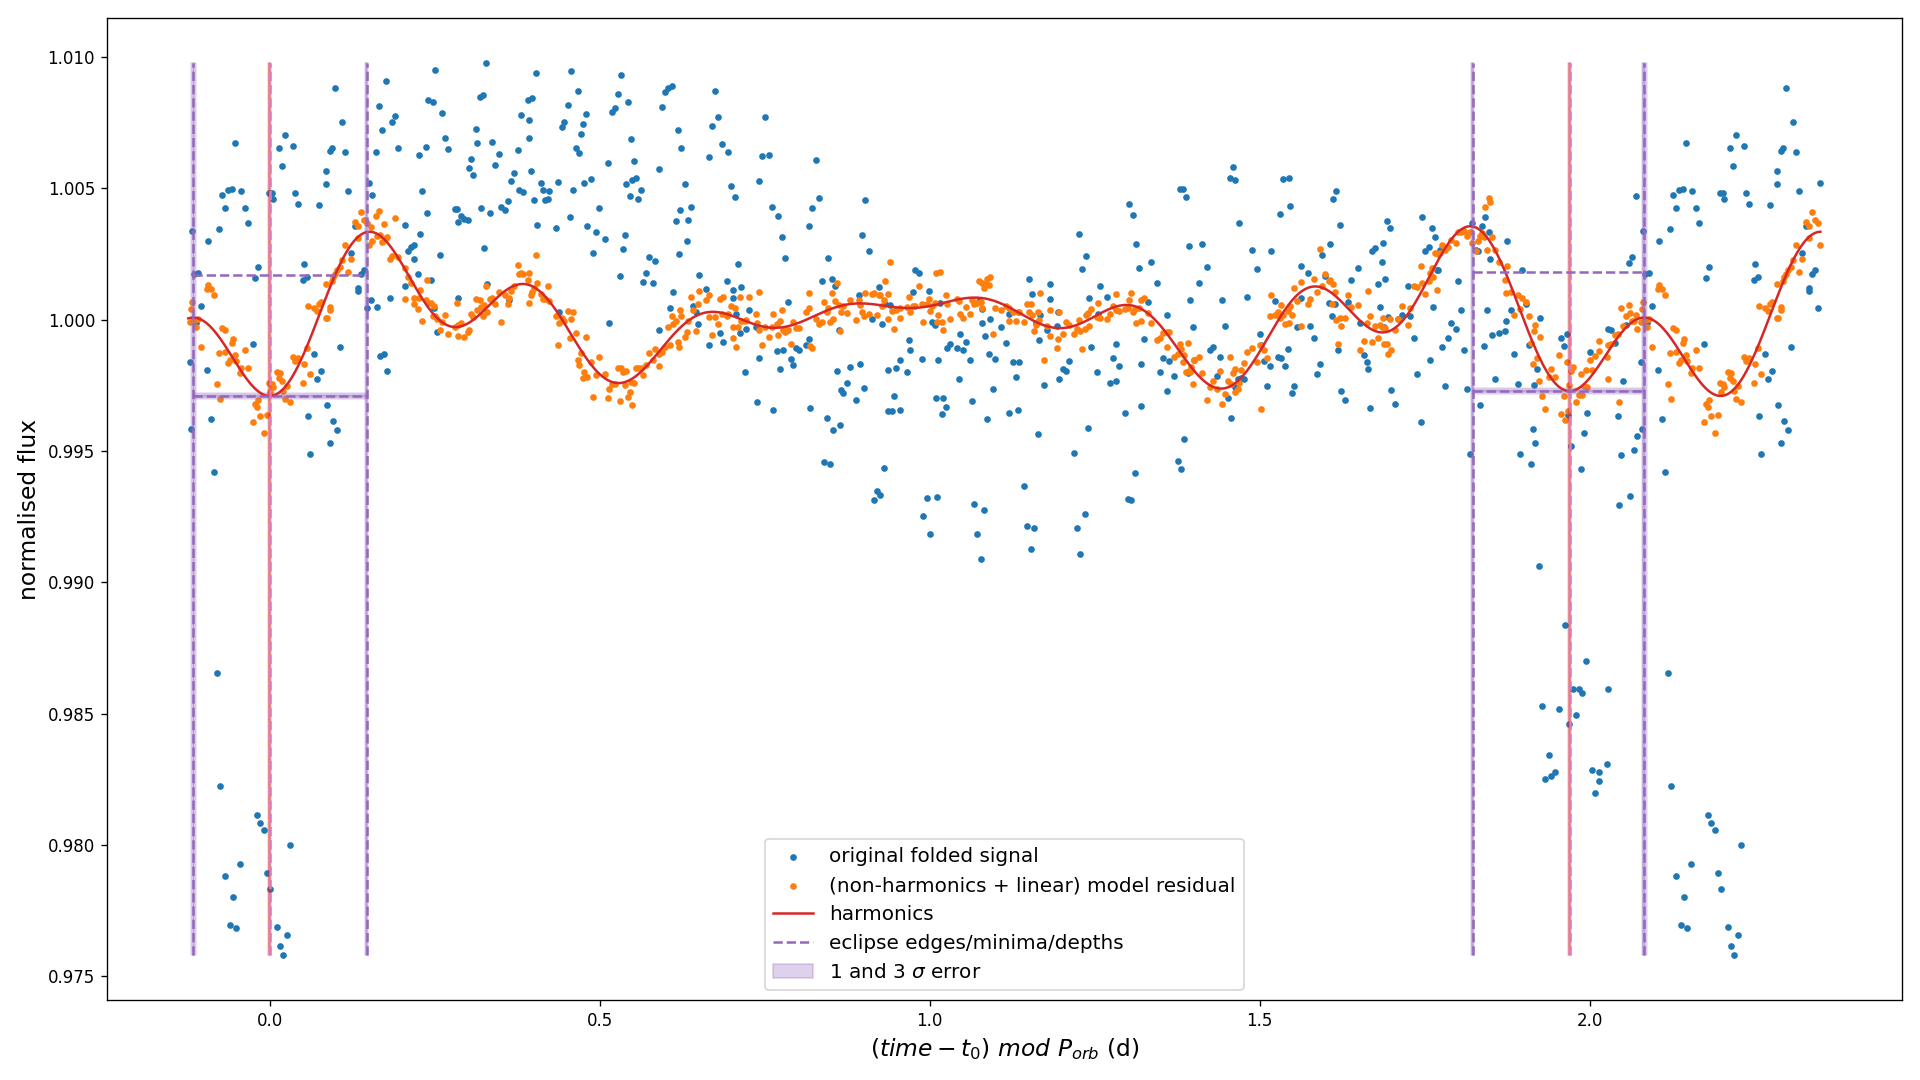 1.010
1.005
1.000
0.995
0.990
0.985
0.980
0.975
normalised flux
original folded signal
(non-harmonics + linear) model residual
harmonics
eclipse edges/minima/depths
1 and 3 σ error
0.0 0.5 1.0 1.5 2.0
(time − t₀) mod Pₒᵣb (d)